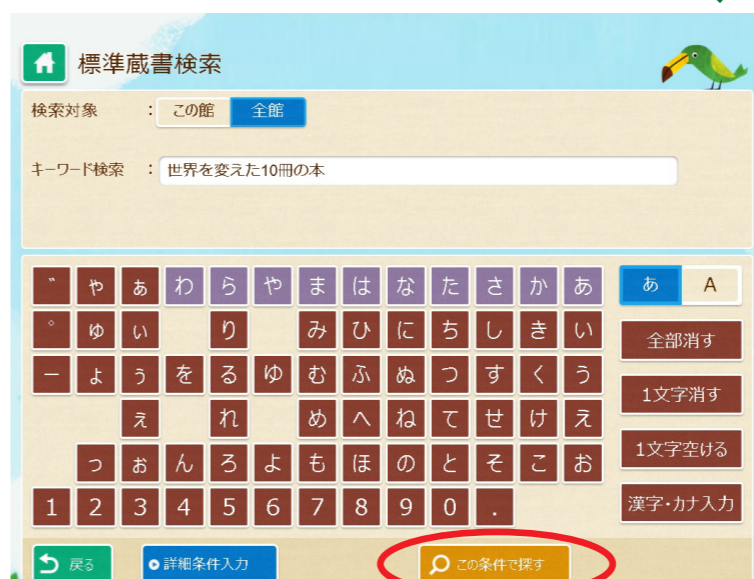 標準蔵書検索
検索対象 : この館 全館
キーワード検索 : 世界を変えた10冊の本
゛ ゃ ぁ わ ら や ま は な た さ か あ あ A
゜ ゅ ぃ り み ひ に ち し き い 全部消す
ー ょ ぅ を る ゆ む ふ ぬ つ す く う 1文字消す
ぇ れ め へ ね て せ け え
っ ぉ ん ろ よ も ほ の と そ こ お 1文字空ける
1 2 3 4 5 6 7 8 9 0 . 漢字・カナ入力
戻る 詳細条件入力 この条件で探す